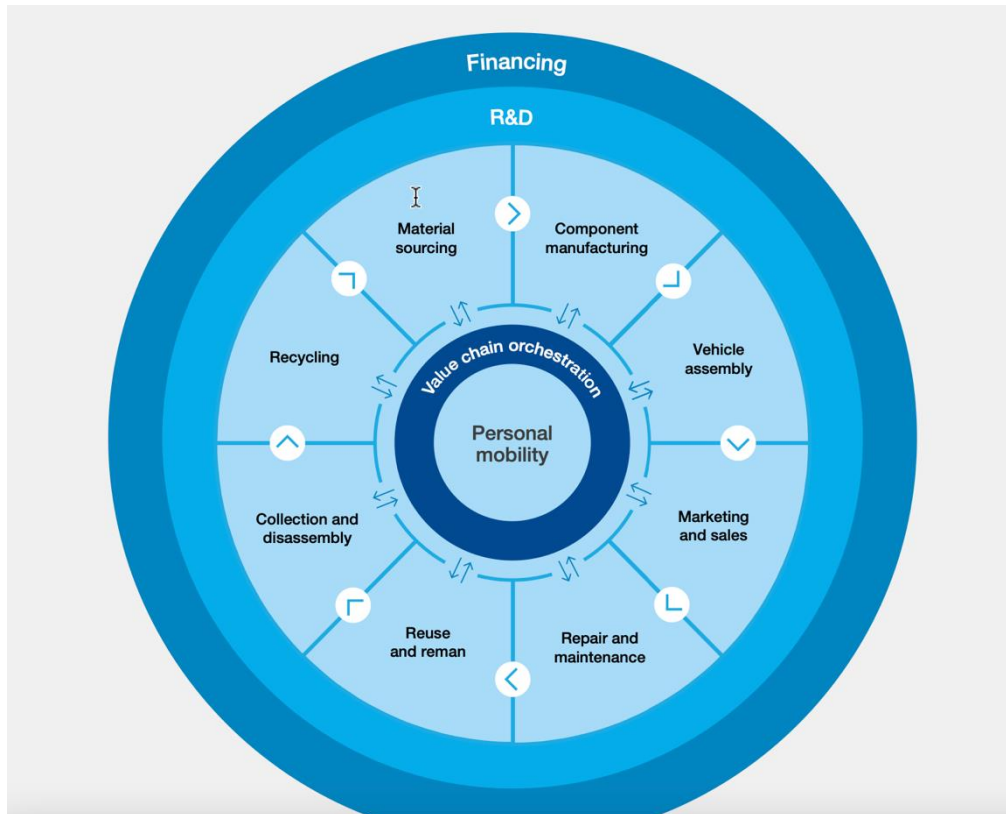 Financing
R&D
Material
sourcing
Component
manufacturing
Recycling
Vehicle
assembly
Value chain orchestration
Personal
mobility
Collection and
disassembly
Marketing
and sales
Reuse
and reman
Repair and
maintenance